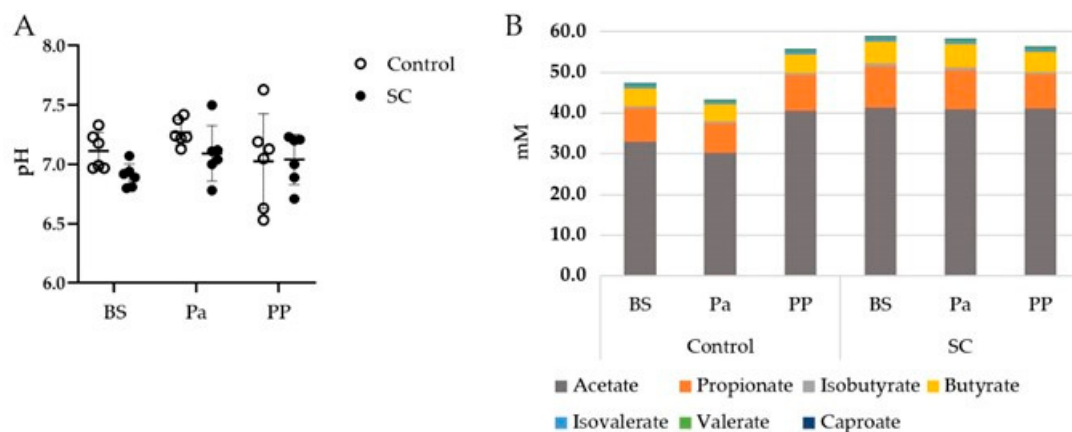 A
8.0
7.5
7.0
6.5
6.0
pH
BS Pa PP
Control
SC
B
60.0
50.0
40.0
30.0
20.0
10.0
0.0
mM
BS Pa PP BS Pa PP
Control SC
Acetate Propionate Isobutyrate Butyrate
Isovalerate Valerate Caproate